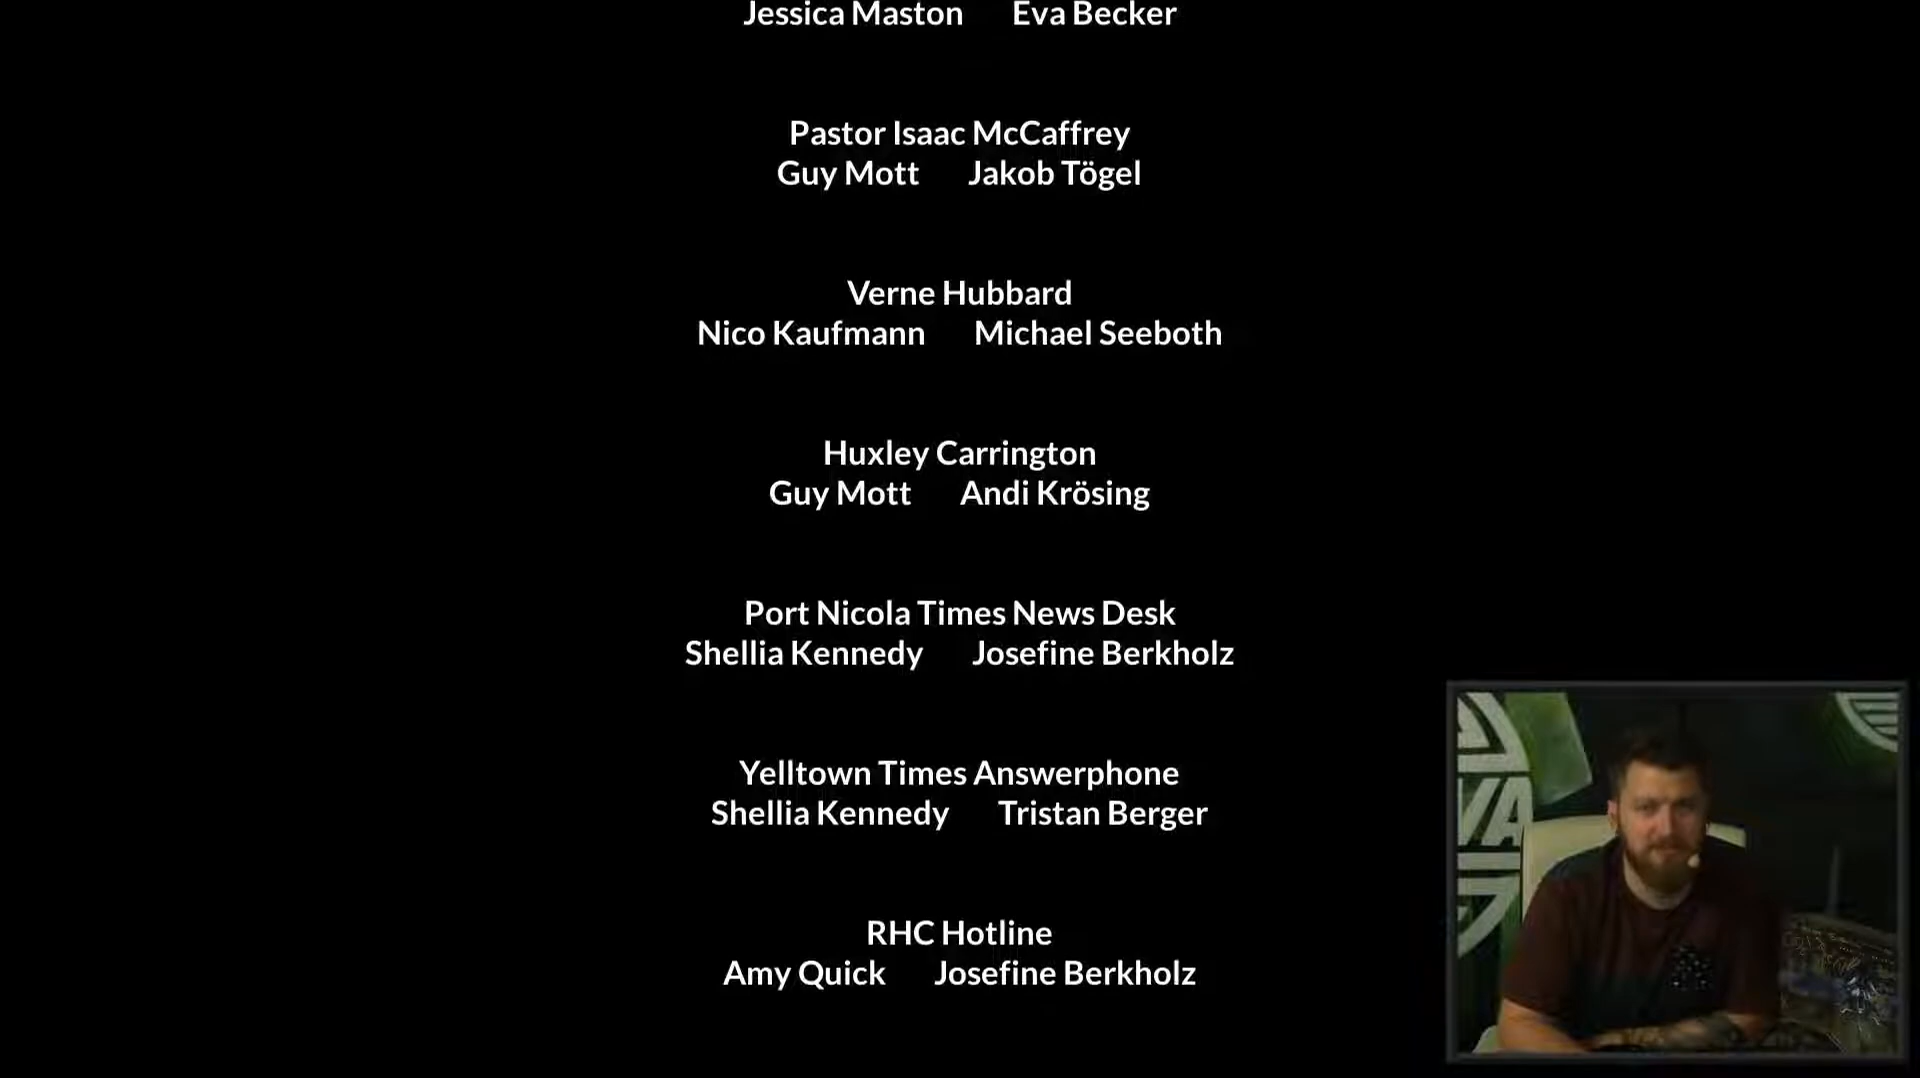 Jessica Maston Eva Becker
Pastor Isaac McCaffrey
Guy Mott Jakob Tögel
Verne Hubbard
Nico Kaufmann Michael Seeboth
Huxley Carrington
Guy Mott Andi Krösing
Port Nicola Times News Desk
Shellia Kennedy Josefine Berkholz
Yelltown Times Answerphone
Shellia Kennedy Tristan Berger
RHC Hotline
Amy Quick Josefine Berkholz